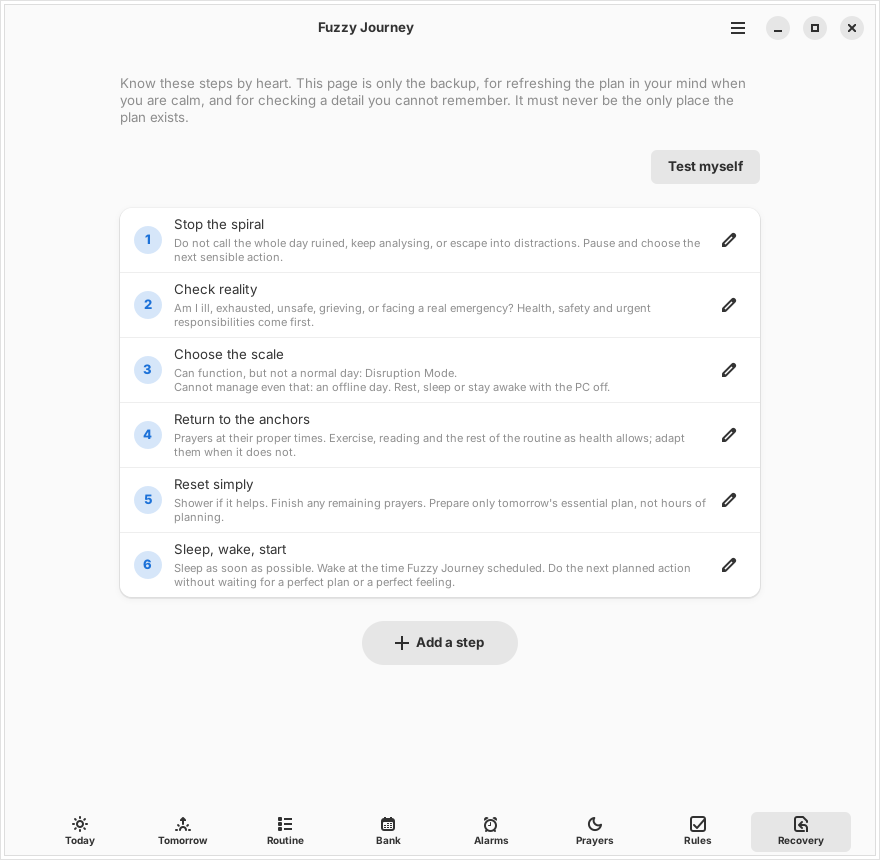 Fuzzy Journey
Know these steps by heart. This page is only the backup, for refreshing the plan in your mind when
you are calm, and for checking a detail you cannot remember. It must never be the only place the
plan exists.
Test myself
1
Stop the spiral
Do not call the whole day ruined, keep analysing, or escape into distractions. Pause and choose the
next sensible action.
2
Check reality
Am I ill, exhausted, unsafe, grieving, or facing a real emergency? Health, safety and urgent
responsibilities come first.
3
Choose the scale
Can function, but not a normal day: Disruption Mode.
Cannot manage even that: an offline day. Rest, sleep or stay awake with the PC off.
4
Return to the anchors
Prayers at their proper times. Exercise, reading and the rest of the routine as health allows; adapt
them when it does not.
5
Reset simply
Shower if it helps. Finish any remaining prayers. Prepare only tomorrow's essential plan, not hours of
planning.
6
Sleep, wake, start
Sleep as soon as possible. Wake at the time Fuzzy Journey scheduled. Do the next planned action
without waiting for a perfect plan or a perfect feeling.
Add a step
Today
Tomorrow
Routine
Bank
Alarms
Prayers
Rules
Recovery